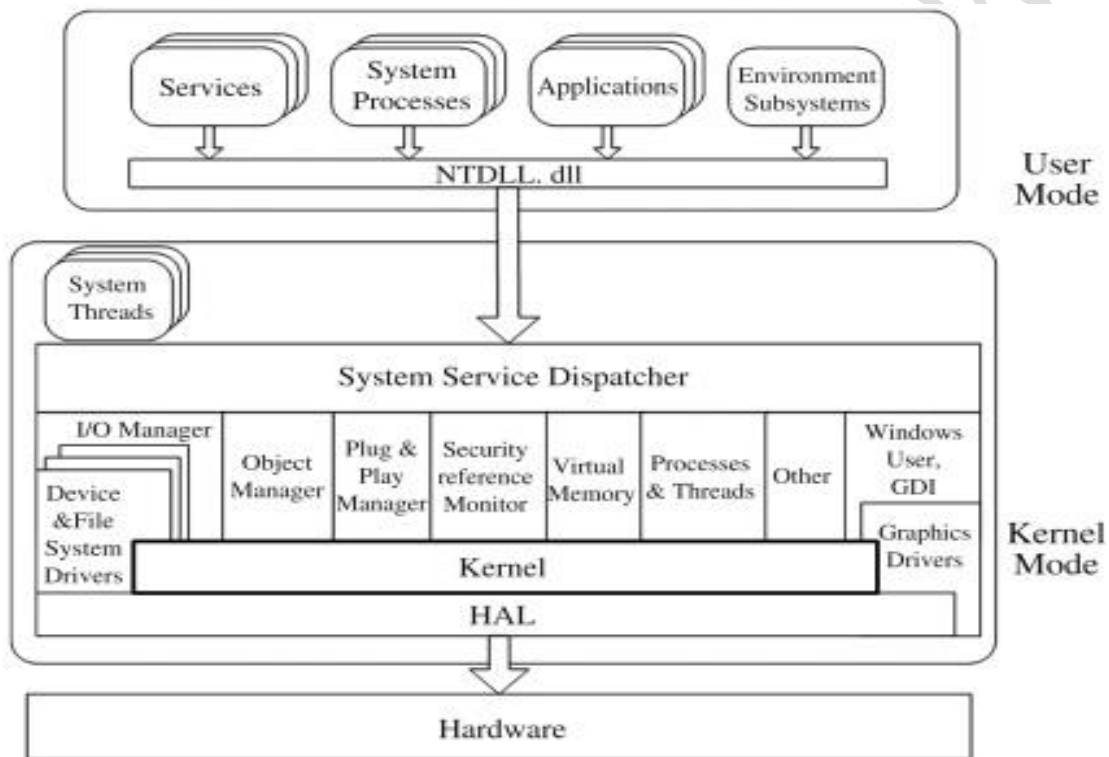 Services
System
Processes
Applications
Environment
Subsystems
NTDLL. dll
User
Mode
System
Threads
System Service Dispatcher
I/O Manager
Device
&File
System
Drivers
Object
Manager
Plug &
Play
Manager
Security
reference
Monitor
Virtual
Memory
Processes
& Threads
Other
Windows
User,
GDI
Graphics
Drivers
Kernel
HAL
Kernel
Mode
Hardware